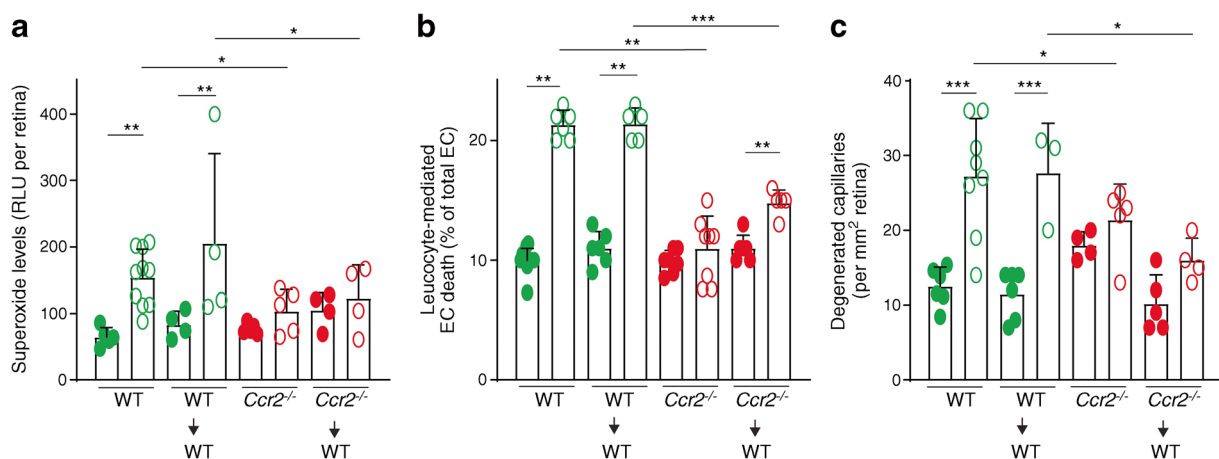 a
Superoxide levels (RLU per retina)
400
300
200
100
0
**
**
*
*
WT
WT
Ccr2-/-
Ccr2-/-
WT
WT
b
Leucocyte-mediated
EC death (% of total EC)
20
10
0
**
**
**
***
**
WT
WT
Ccr2-/-
Ccr2-/-
WT
WT
c
Degenerated capillaries
(per mm² retina)
40
30
20
10
0
***
***
*
*
WT
WT
Ccr2-/-
Ccr2-/-
WT
WT